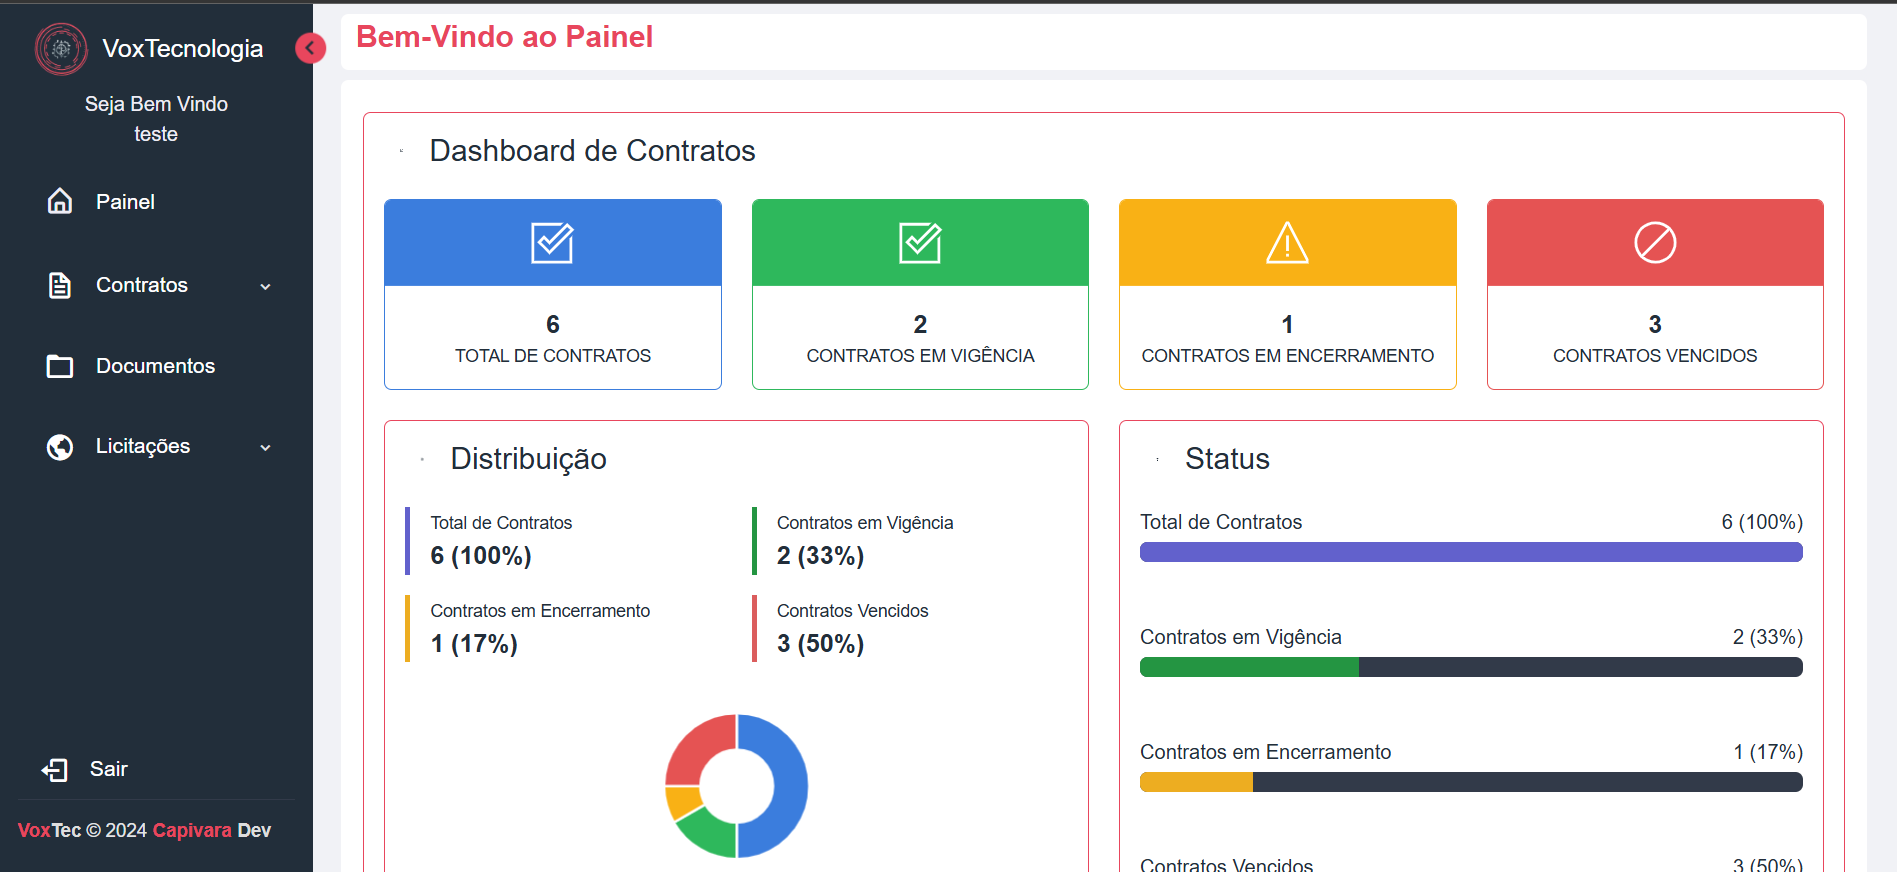 VoxTecnologia
Seja Bem Vindo
teste
Painel
Contratos
Documentos
Licitações
Sair
VoxTec © 2024 Capivara Dev
Bem-Vindo ao Painel
Dashboard de Contratos
6
TOTAL DE CONTRATOS
2
CONTRATOS EM VIGÊNCIA
1
CONTRATOS EM ENCERRAMENTO
3
CONTRATOS VENCIDOS
Distribuição
Total de Contratos
6 (100%)
Contratos em Vigência
2 (33%)
Contratos em Encerramento
1 (17%)
Contratos Vencidos
3 (50%)
Status
Total de Contratos 6 (100%)
Contratos em Vigência 2 (33%)
Contratos em Encerramento 1 (17%)
Contratos Vencidos 3 (50%)